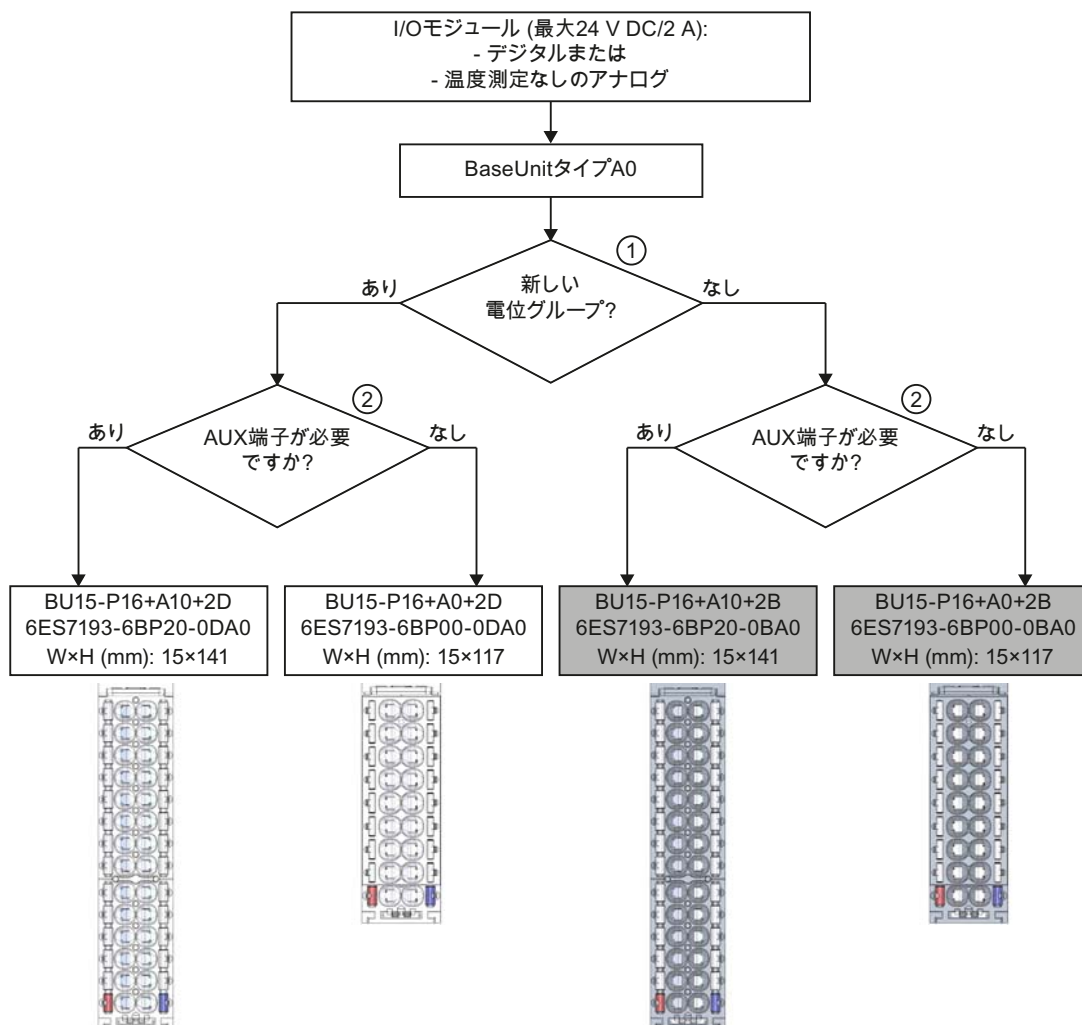 I/Oモジュール (最大24 V DC/2 A):
- デジタルまたは
- 温度測定なしのアナログ
BaseUnitタイプA0
①
新しい
電位グループ?
あり
なし
②
AUX端子が必要
ですか?
あり
なし
②
AUX端子が必要
ですか?
あり
なし
BU15-P16+A10+2D
6ES7193-6BP20-0DA0
W×H (mm): 15×141
BU15-P16+A0+2D
6ES7193-6BP00-0DA0
W×H (mm): 15×117
BU15-P16+A10+2B
6ES7193-6BP20-0BA0
W×H (mm): 15×141
BU15-P16+A0+2B
6ES7193-6BP00-0BA0
W×H (mm): 15×117